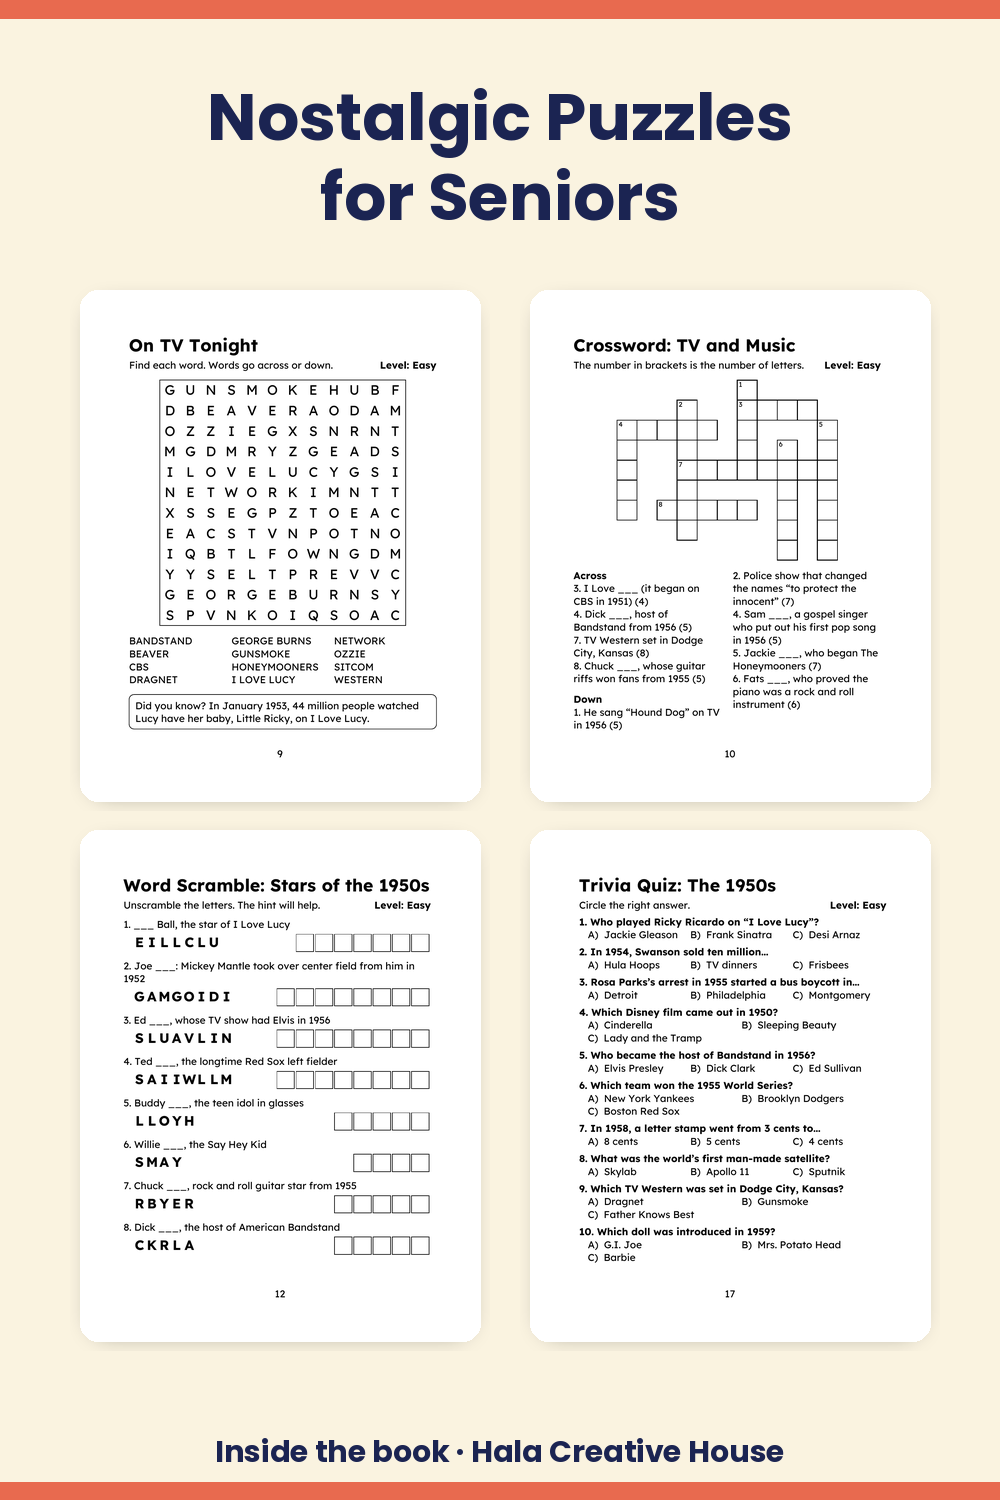 Nostalgic Puzzles
for Seniors
On TV Tonight
Find each word. Words go across or down. Level: Easy
G U N S M O K E H U B F
D B E A V E R A O D A M
O Z Z I E G X S N R N T
M G D M R Y Z G E A D S
I L O V E L U C Y G S I
N E T W O R K I M N T T
X S S E G P Z T O E A C
E A C S T V N P O T N O
I Q B T L F O W N G D M
Y Y S E L T P R E V V C
G E O R G E B U R N S Y
S P V N K O I Q S O A C
BANDSTAND GEORGE BURNS NETWORK
BEAVER GUNSMOKE OZZIE
CBS HONEYMOONERS SITCOM
DRAGNET I LOVE LUCY WESTERN
Did you know? In January 1953, 44 million people watched
Lucy have her baby, Little Ricky, on I Love Lucy.
9
Crossword: TV and Music
The number in brackets is the number of letters. Level: Easy
1
2 3
4 5
6
7
8
Across
3. I Love ___ (it began on
CBS in 1951) (4)
4. Dick ___, host of
Bandstand from 1956 (5)
7. TV Western set in Dodge
City, Kansas (8)
8. Chuck ___, whose guitar
riffs won fans from 1955 (5)
Down
1. He sang “Hound Dog” on TV
in 1956 (5)
2. Police show that changed
the names “to protect the
innocent” (7)
4. Sam ___, a gospel singer
who put out his first pop song
in 1956 (5)
5. Jackie ___, who began The
Honeymooners (7)
6. Fats ___, who proved the
piano was a rock and roll
instrument (6)
10
Word Scramble: Stars of the 1950s
Unscramble the letters. The hint will help. Level: Easy
1. ___ Ball, the star of I Love Lucy
EILLCLU
2. Joe ___: Mickey Mantle took over center field from him in
1952
GAMGOIDI
3. Ed ___, whose TV show had Elvis in 1956
SLUAVLIN
4. Ted ___, the longtime Red Sox left fielder
SAIIWLLM
5. Buddy ___, the teen idol in glasses
LLOYH
6. Willie ___, the Say Hey Kid
SMAY
7. Chuck ___, rock and roll guitar star from 1955
RBYER
8. Dick ___, the host of American Bandstand
CKRLA
12
Trivia Quiz: The 1950s
Circle the right answer. Level: Easy
1. Who played Ricky Ricardo on “I Love Lucy”?
A) Jackie Gleason B) Frank Sinatra C) Desi Arnaz
2. In 1954, Swanson sold ten million...
A) Hula Hoops B) TV dinners C) Frisbees
3. Rosa Parks’s arrest in 1955 started a bus boycott in...
A) Detroit B) Philadelphia C) Montgomery
4. Which Disney film came out in 1950?
A) Cinderella B) Sleeping Beauty
C) Lady and the Tramp
5. Who became the host of Bandstand in 1956?
A) Elvis Presley B) Dick Clark C) Ed Sullivan
6. Which team won the 1955 World Series?
A) New York Yankees B) Brooklyn Dodgers
C) Boston Red Sox
7. In 1958, a letter stamp went from 3 cents to...
A) 8 cents B) 5 cents C) 4 cents
8. What was the world’s first man-made satellite?
A) Skylab B) Apollo 11 C) Sputnik
9. Which TV Western was set in Dodge City, Kansas?
A) Dragnet B) Gunsmoke
C) Father Knows Best
10. Which doll was introduced in 1959?
A) G.I. Joe B) Mrs. Potato Head
C) Barbie
17
Inside the book · Hala Creative House